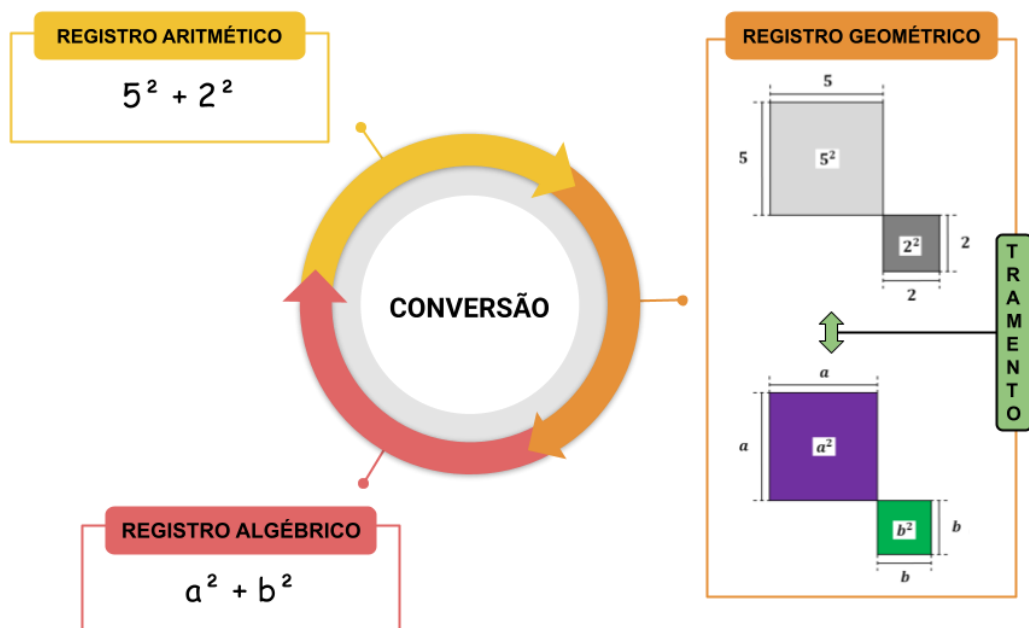 REGISTRO ARITMÉTICO
5² + 2²
REGISTRO GEOMÉTRICO
5
5
5²
2²
2
2
CONVERSÃO
TRAMENTO
a
a
a²
b²
b
b
REGISTRO ALGÉBRICO
a² + b²